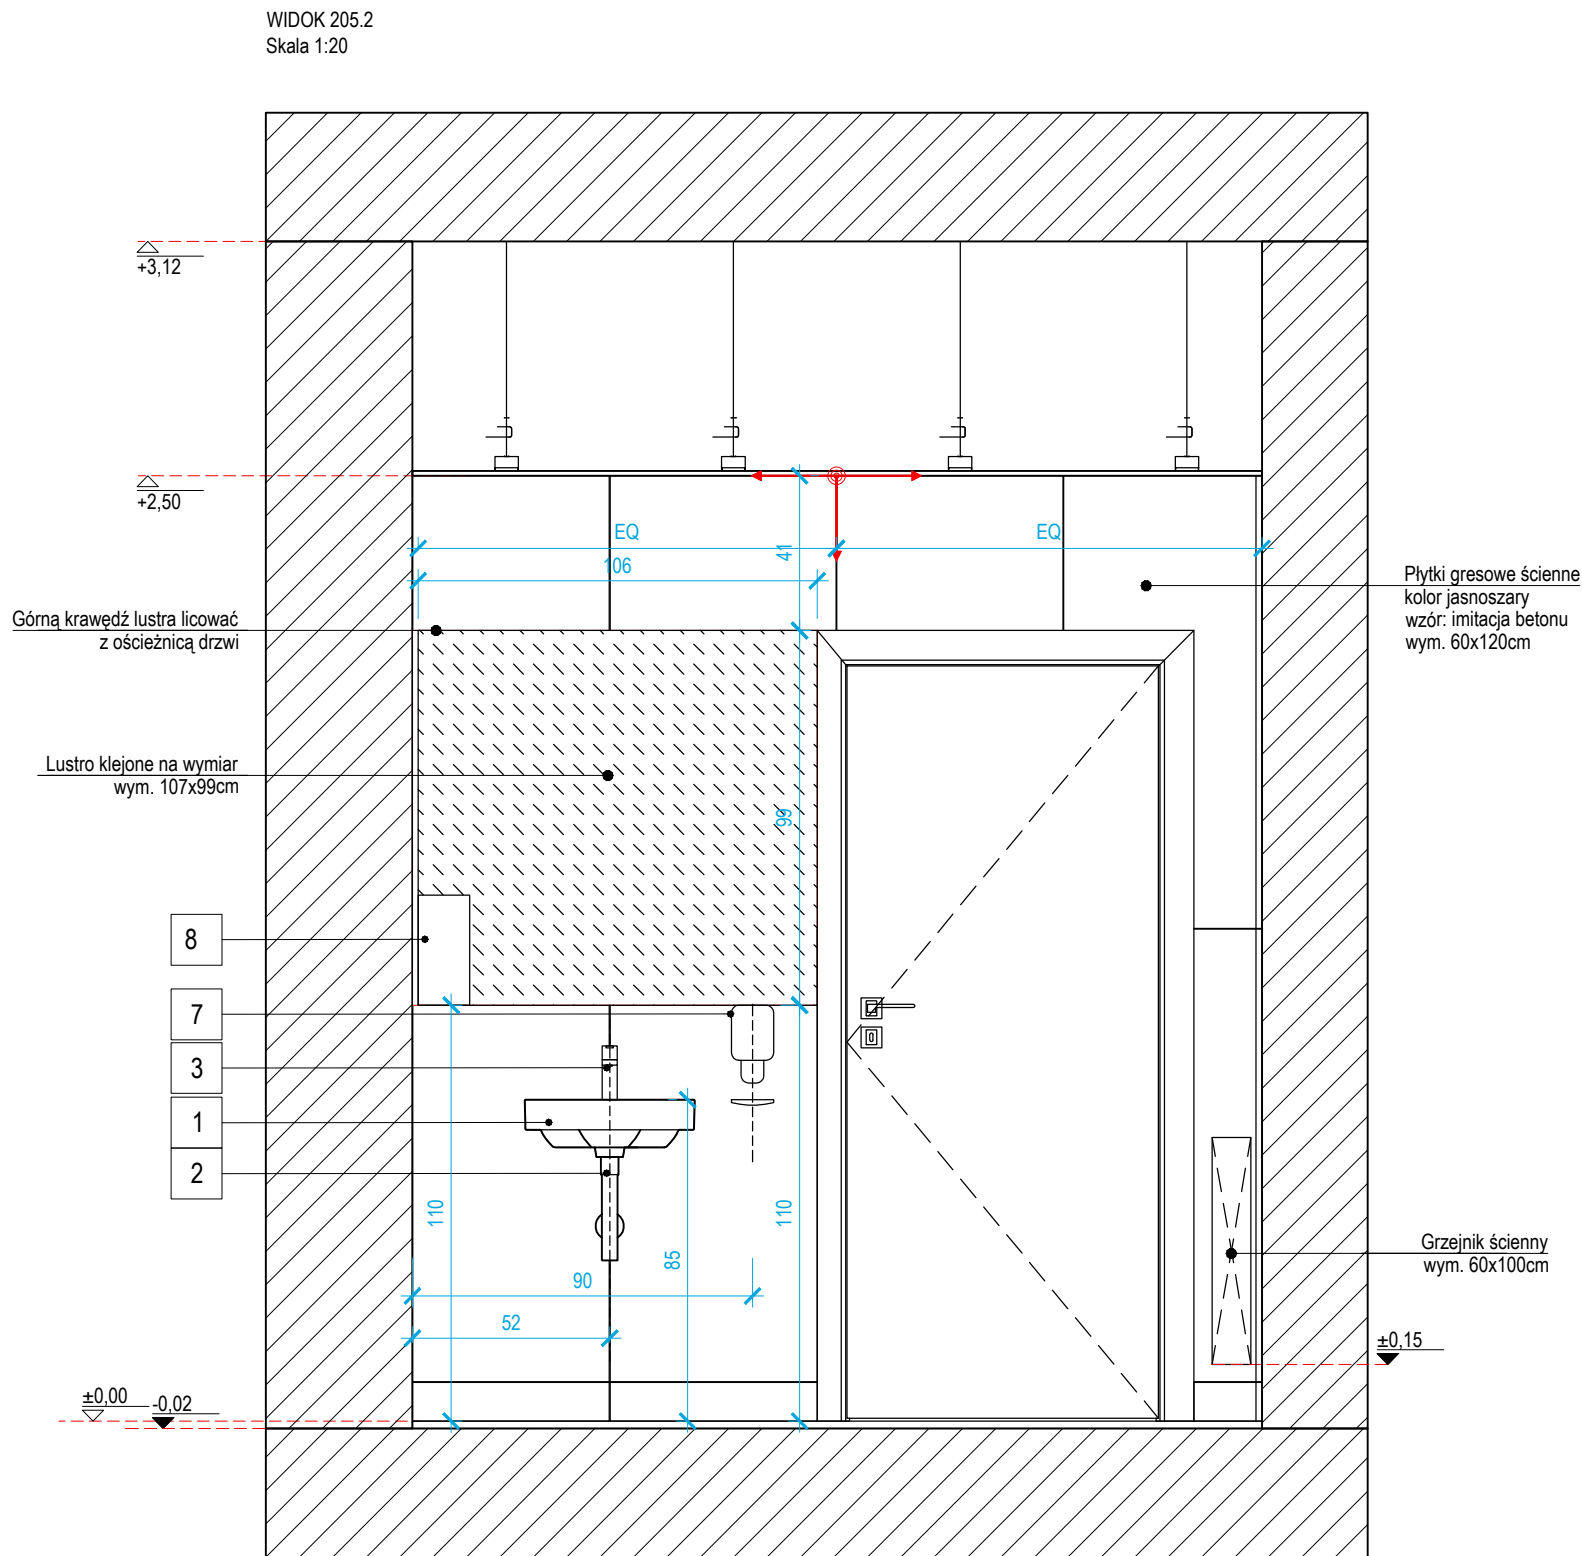 WIDOK 205.2
Skala 1:20
+3,12
+2,50
EQ
EQ
41
106
Górną krawędź lustra licować
z ościeżnicą drzwi
Płytki gresowe ścienne
kolor jasnoszary
wzór: imitacja betonu
wym. 60x120cm
Lustro klejone na wymiar
wym. 107x99cm
99
8
7
3
1
2
110
110
85
90
52
Grzejnik ścienny
wym. 60x100cm
±0,15
±0,00
-0,02